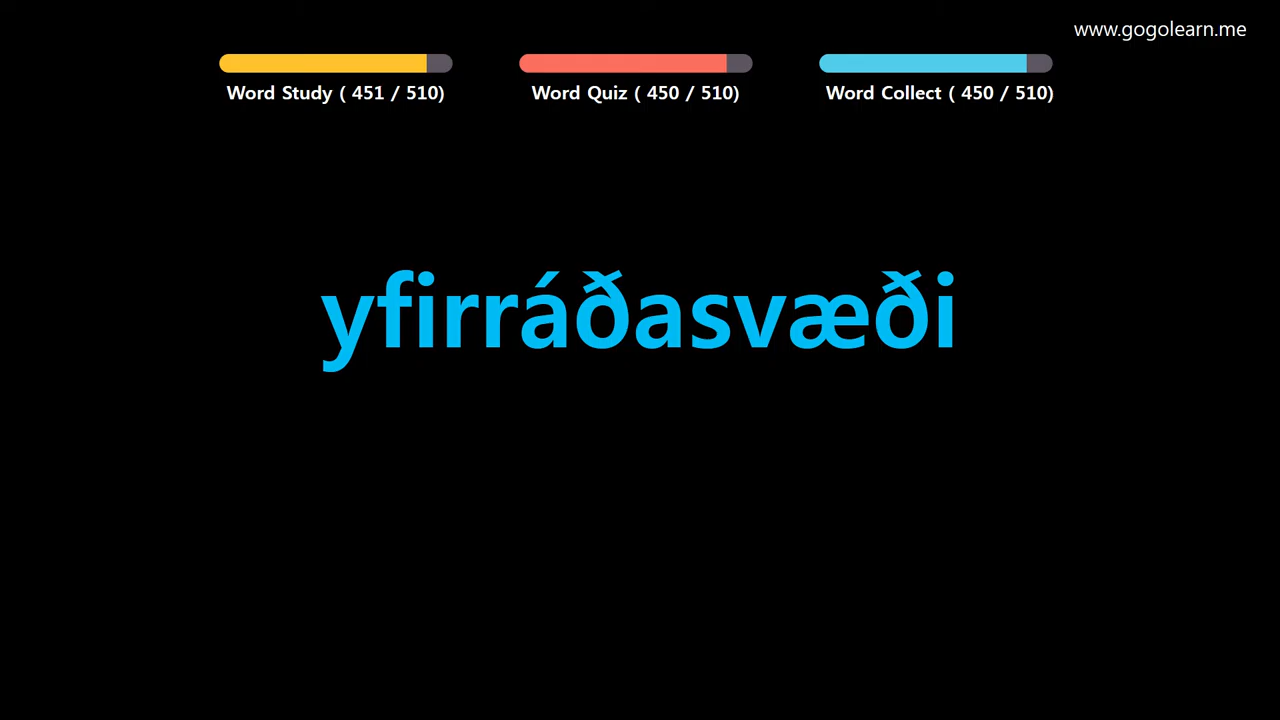 www.gogolearn.me
Word Study ( 451 / 510)
Word Quiz ( 450 / 510)
Word Collect ( 450 / 510)
yfirráðasvæði